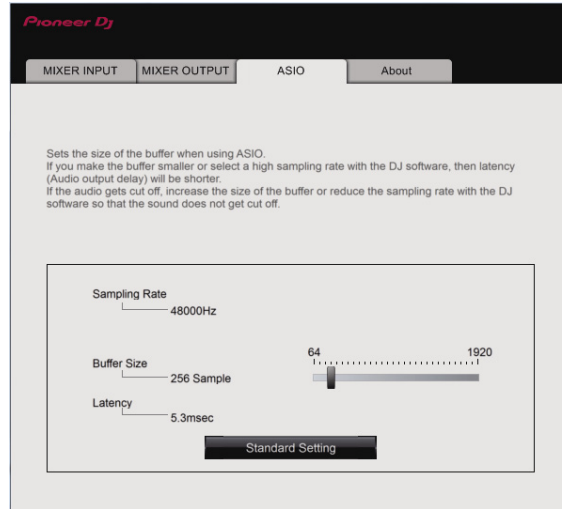 Pioneer Dj
MIXER INPUT MIXER OUTPUT ASIO About
Sets the size of the buffer when using ASIO.
If you make the buffer smaller or select a high sampling rate with the DJ software, then latency
(Audio output delay) will be shorter.
If the audio gets cut off, increase the size of the buffer or reduce the sampling rate with the DJ
software so that the sound does not get cut off.
Sampling Rate
48000Hz
64 1920
Buffer Size
256 Sample
Latency
5.3msec
Standard Setting